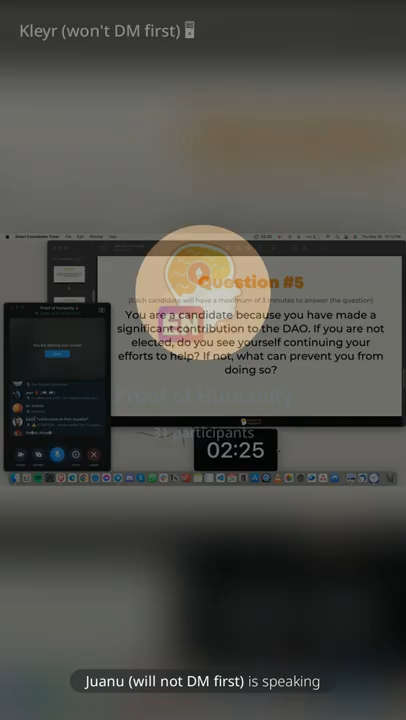 Kleyr (won't DM first)
Question #5
(Each candidate will have a maximum of 3 minutes to answer the question)
You are a candidate because you have made a
significant contribution to the DAO. If you are not
elected, do you see yourself continuing your
efforts to help? If not, what can prevent you from
doing so?
Proof of Humanity
31 participants
02:25
Juanu (will not DM first) is speaking